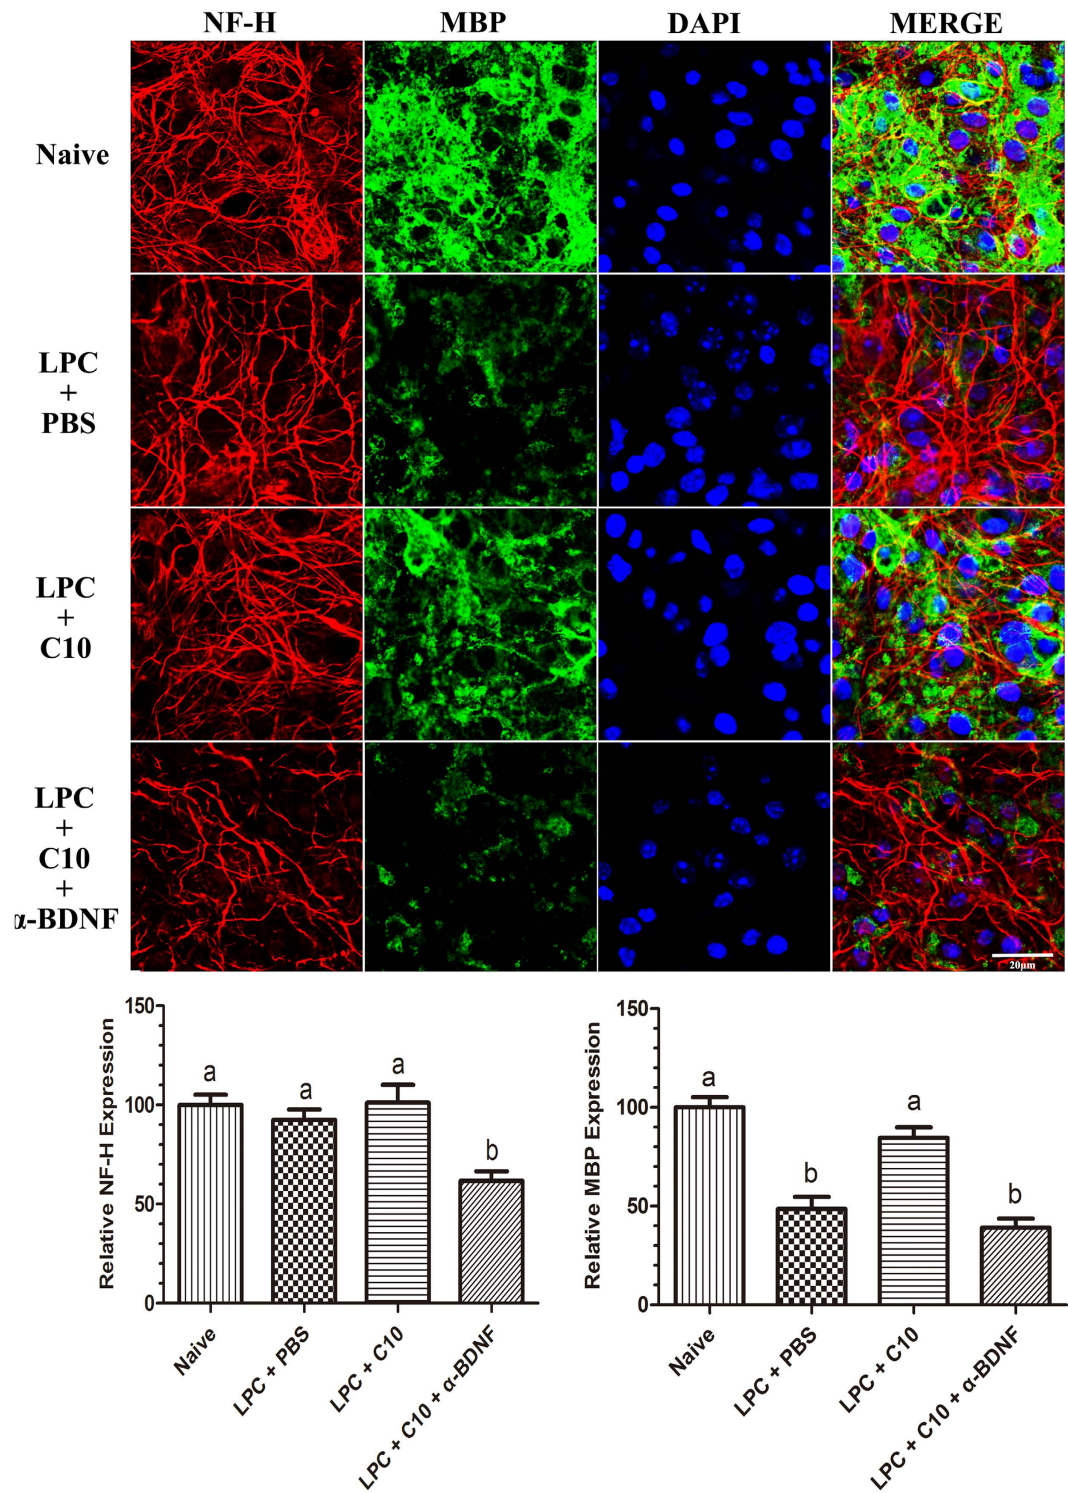 NF-H MBP DAPI MERGE
Naive
LPC
+
PBS
LPC
+
C10
LPC
+
C10
+
α-BDNF
20μm
Relative NF-H Expression
150
100
50
0
a
a
a
b
Naive
LPC + PBS
LPC + C10
LPC + C10 + α-BDNF
Relative MBP Expression
150
100
50
0
a
b
a
b
Naive
LPC + PBS
LPC + C10
LPC + C10 + α-BDNF